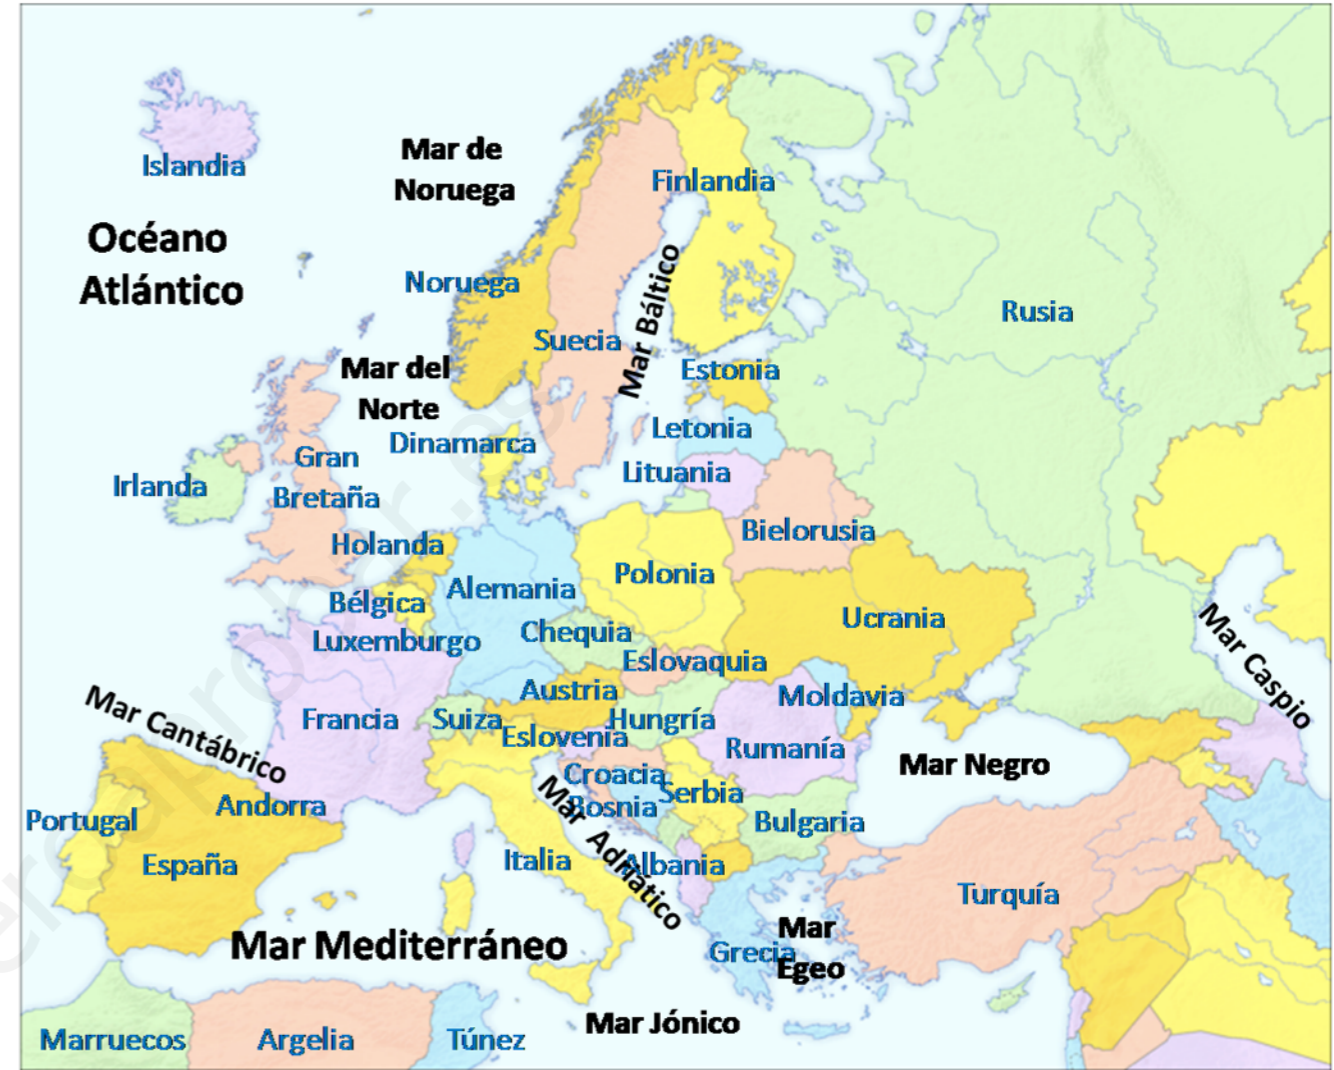 Islandia
Mar de
Noruega
Finlandia
Océano
Atlántico
Noruega
Rusia
Suecia
Mar Báltico
Mar del
Norte
Estonia
Dinamarca
Letonia
Gran
Bretaña
Lituania
Irlanda
Holanda
Bielorusia
Alemania
Polonia
Bélgica
Ucrania
Luxemburgo
Chequia
Eslovaquia
Mar Caspio
Austria
Moldavia
Francia
Suiza
Hungría
Eslovenia
Rumanía
Mar Cantábrico
Mar Negro
Croacia
Serbia
Bosnia
Andorra
Portugal
Bulgaria
España
Italia
Mar Adriático
Albania
Turquía
Mar Mediterráneo
Grecia
Mar
Egeo
Mar Jónico
Marruecos
Argelia
Túnez